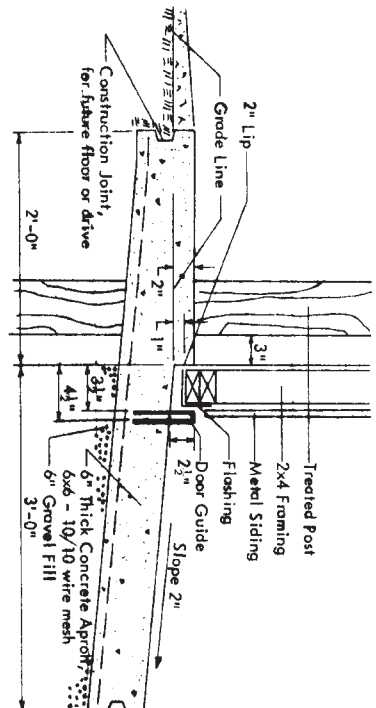 Treated Post
2x4 Framing
Metal Siding
Flashing
Door Guide
2½"
Slope 2"
2" Lip
Grade Line
Construction Joint,
for future floor or drive
2"
1"
3"
2'-0"
3½"
4½"
6" Thick Concrete Apron,
6x6 - 10/10 wire mesh
6" Gravel Fill
3'-0"